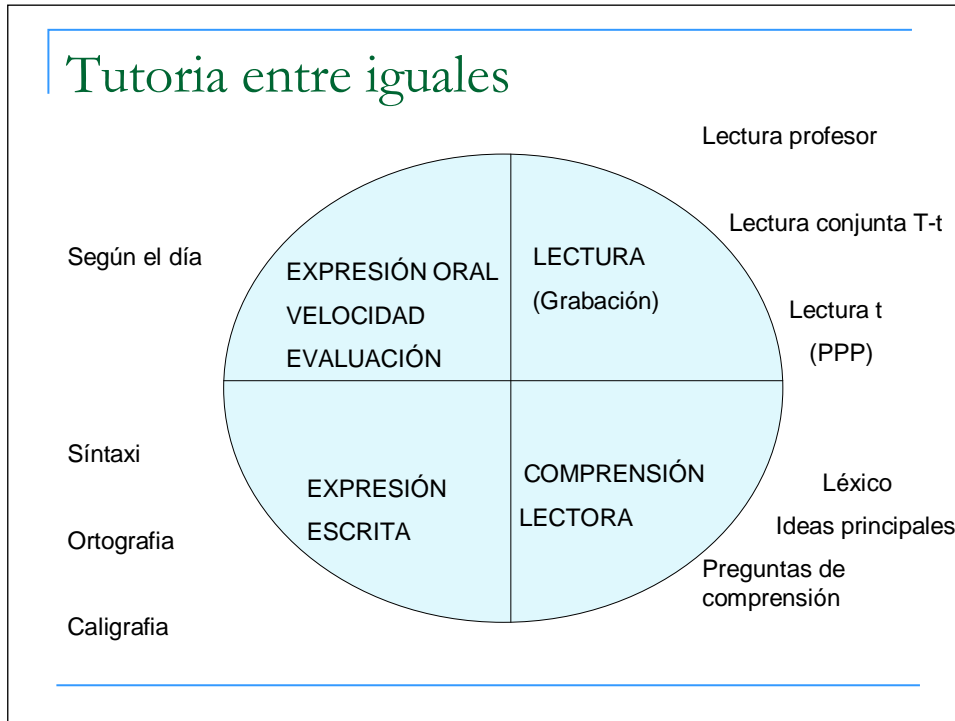 Tutoria entre iguales
Lectura profesor
Lectura conjunta T-t
Lectura t
(PPP)
Según el día
EXPRESIÓN ORAL
VELOCIDAD
EVALUACIÓN
LECTURA
(Grabación)
Síntaxi
Ortografia
Caligrafia
EXPRESIÓN
ESCRITA
COMPRENSIÓN
LECTORA
Léxico
Ideas principales
Preguntas de
comprensión